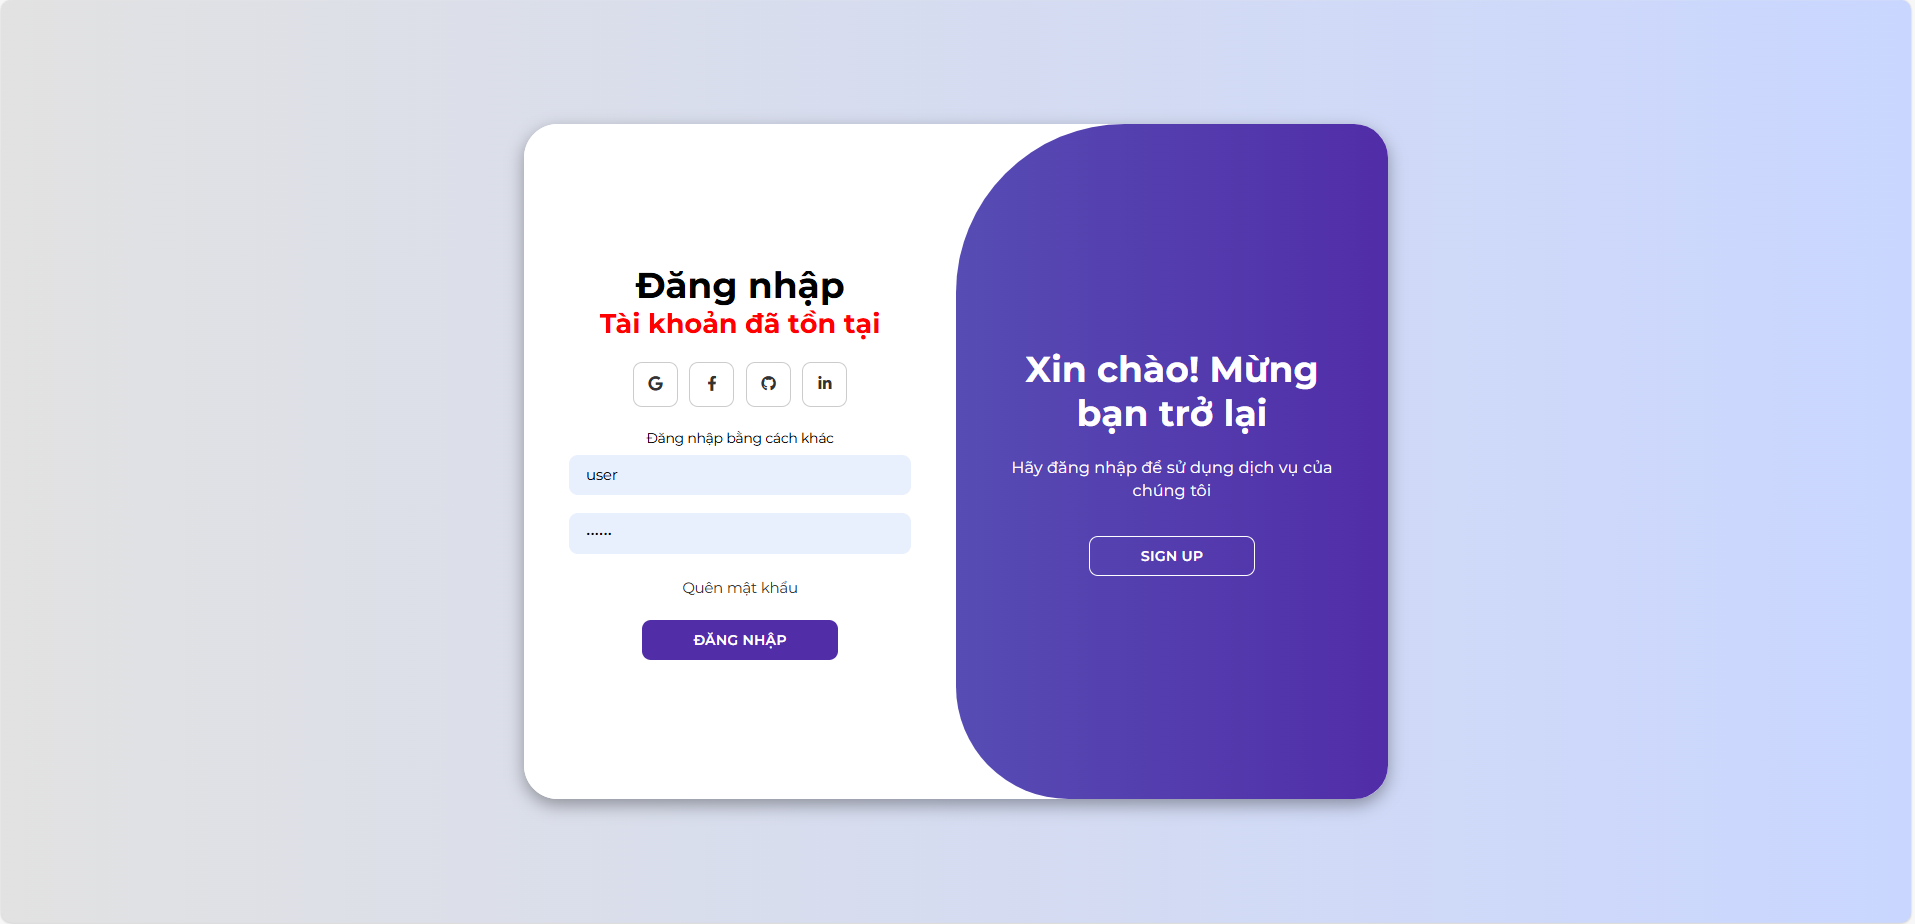 Đăng nhập
Tài khoản đã tồn tại
Đăng nhập bằng cách khác
user
••••••
Quên mật khẩu
ĐĂNG NHẬP
Xin chào! Mừng
bạn trở lại
Hãy đăng nhập để sử dụng dịch vụ của
chúng tôi
SIGN UP